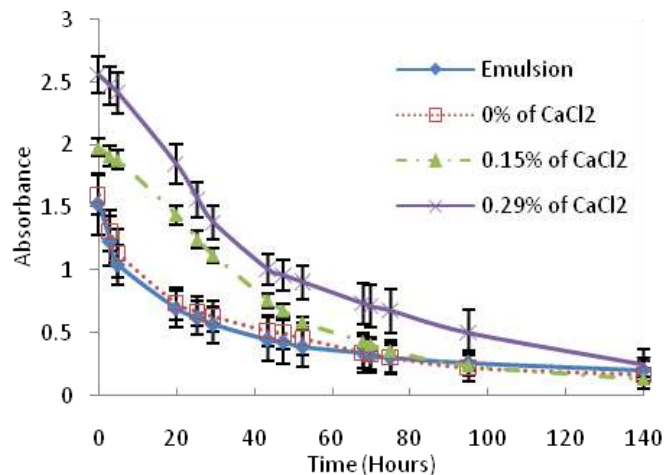 3
2.5
2
1.5
1
0.5
0
Absorbance
Emulsion
0% of CaCl2
0.15% of CaCl2
0.29% of CaCl2
0 20 40 60 80 100 120 140
Time (Hours)